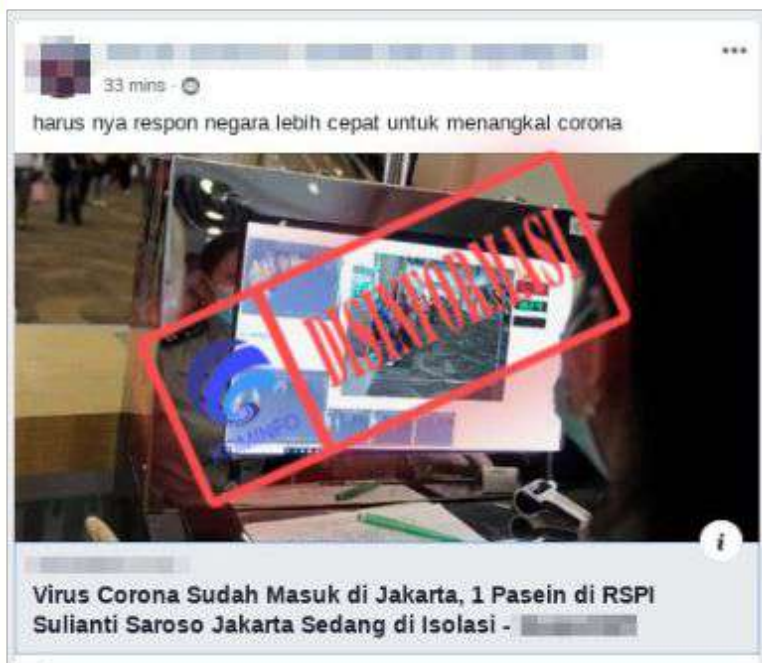 33 mins
harus nya respon negara lebih cepat untuk menangkal corona
DISINFORMASI
KOMINFO
Virus Corona Sudah Masuk di Jakarta, 1 Pasein di RSPI
Sulianti Saroso Jakarta Sedang di Isolasi -